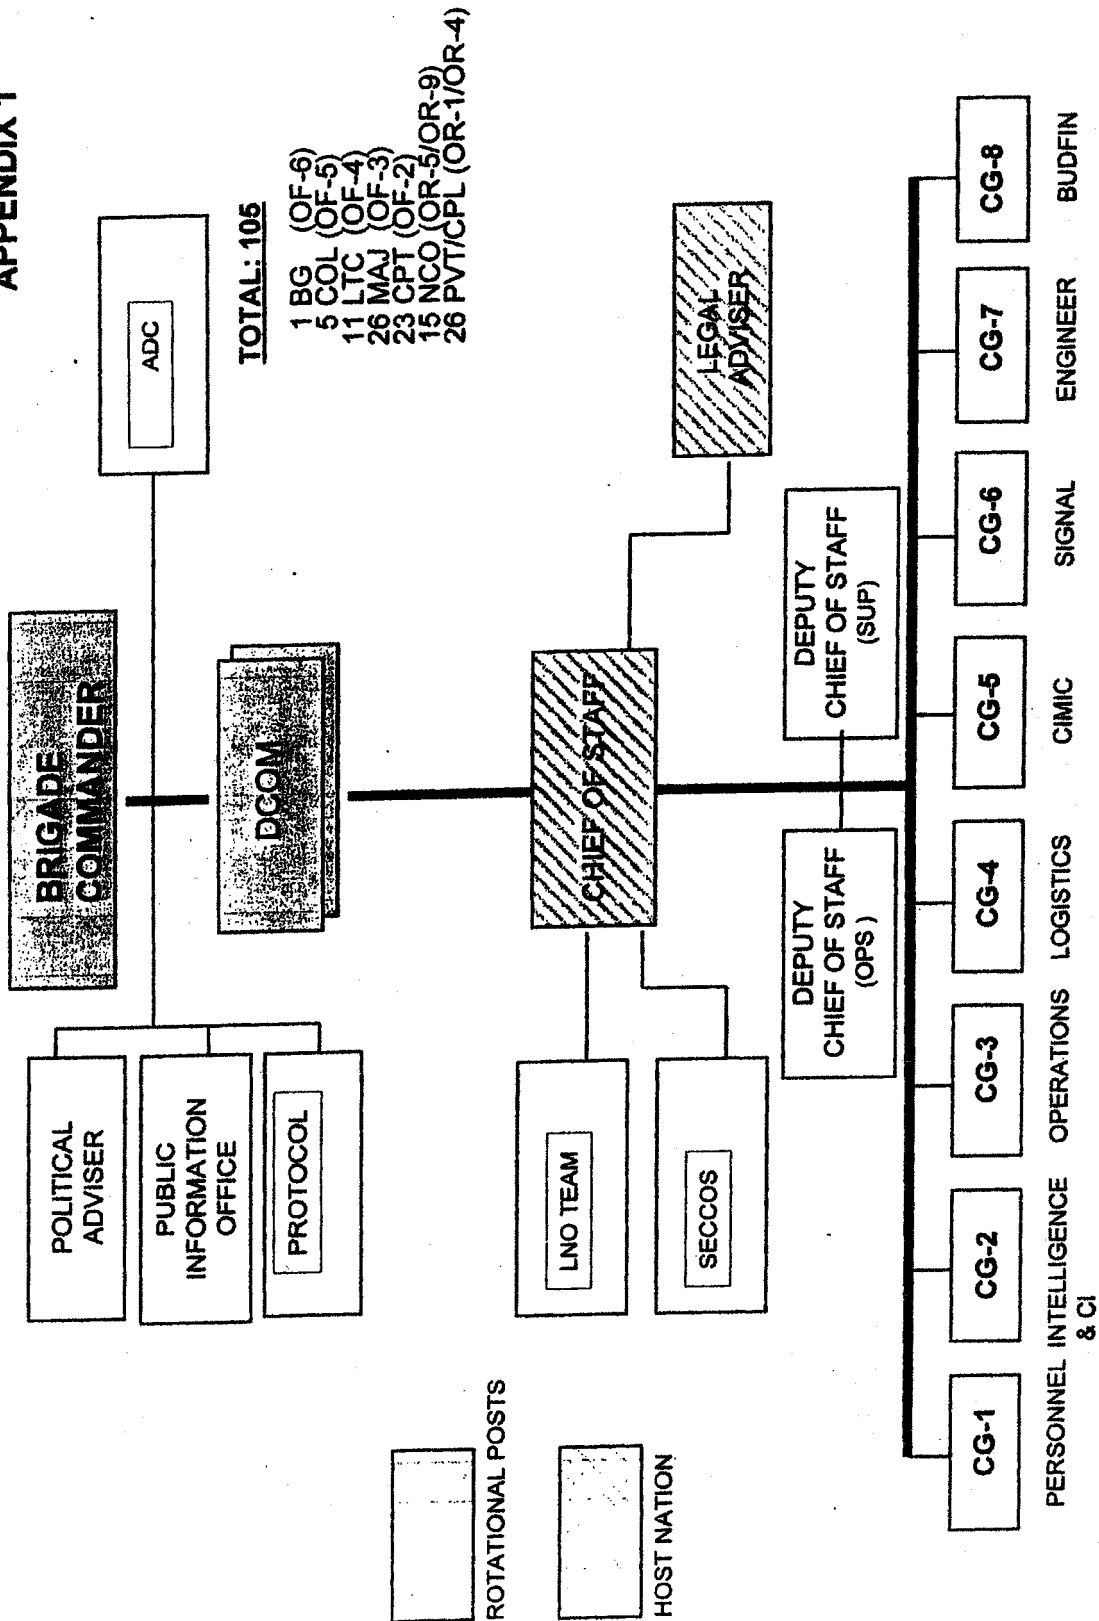 APPENDIX 1
BRIGADE
COMMANDER
ADC
POLITICAL
ADVISER
PUBLIC
INFORMATION
OFFICE
PROTOCOL
DCOM
TOTAL: 105
1 BG (OF-6)
5 COL (OF-5)
11 LTC (OF-4)
26 MAJ (OF-3)
23 CPT (OF-2)
15 NCO (OR-5/OR-9)
26 PVT/CPL (OR-1/OR-4)
ROTATIONAL POSTS
HOST NATION
LNO TEAM
SECCOS
CHIEF OF STAFF
LEGAL
ADVISER
DEPUTY
CHIEF OF STAFF
(OPS )
DEPUTY
CHIEF OF STAFF
(SUP)
CG-1
CG-2
CG-3
CG-4
CG-5
CG-6
CG-7
CG-8
PERSONNEL
INTELLIGENCE
& CI
OPERATIONS
LOGISTICS
CIMIC
SIGNAL
ENGINEER
BUDFIN